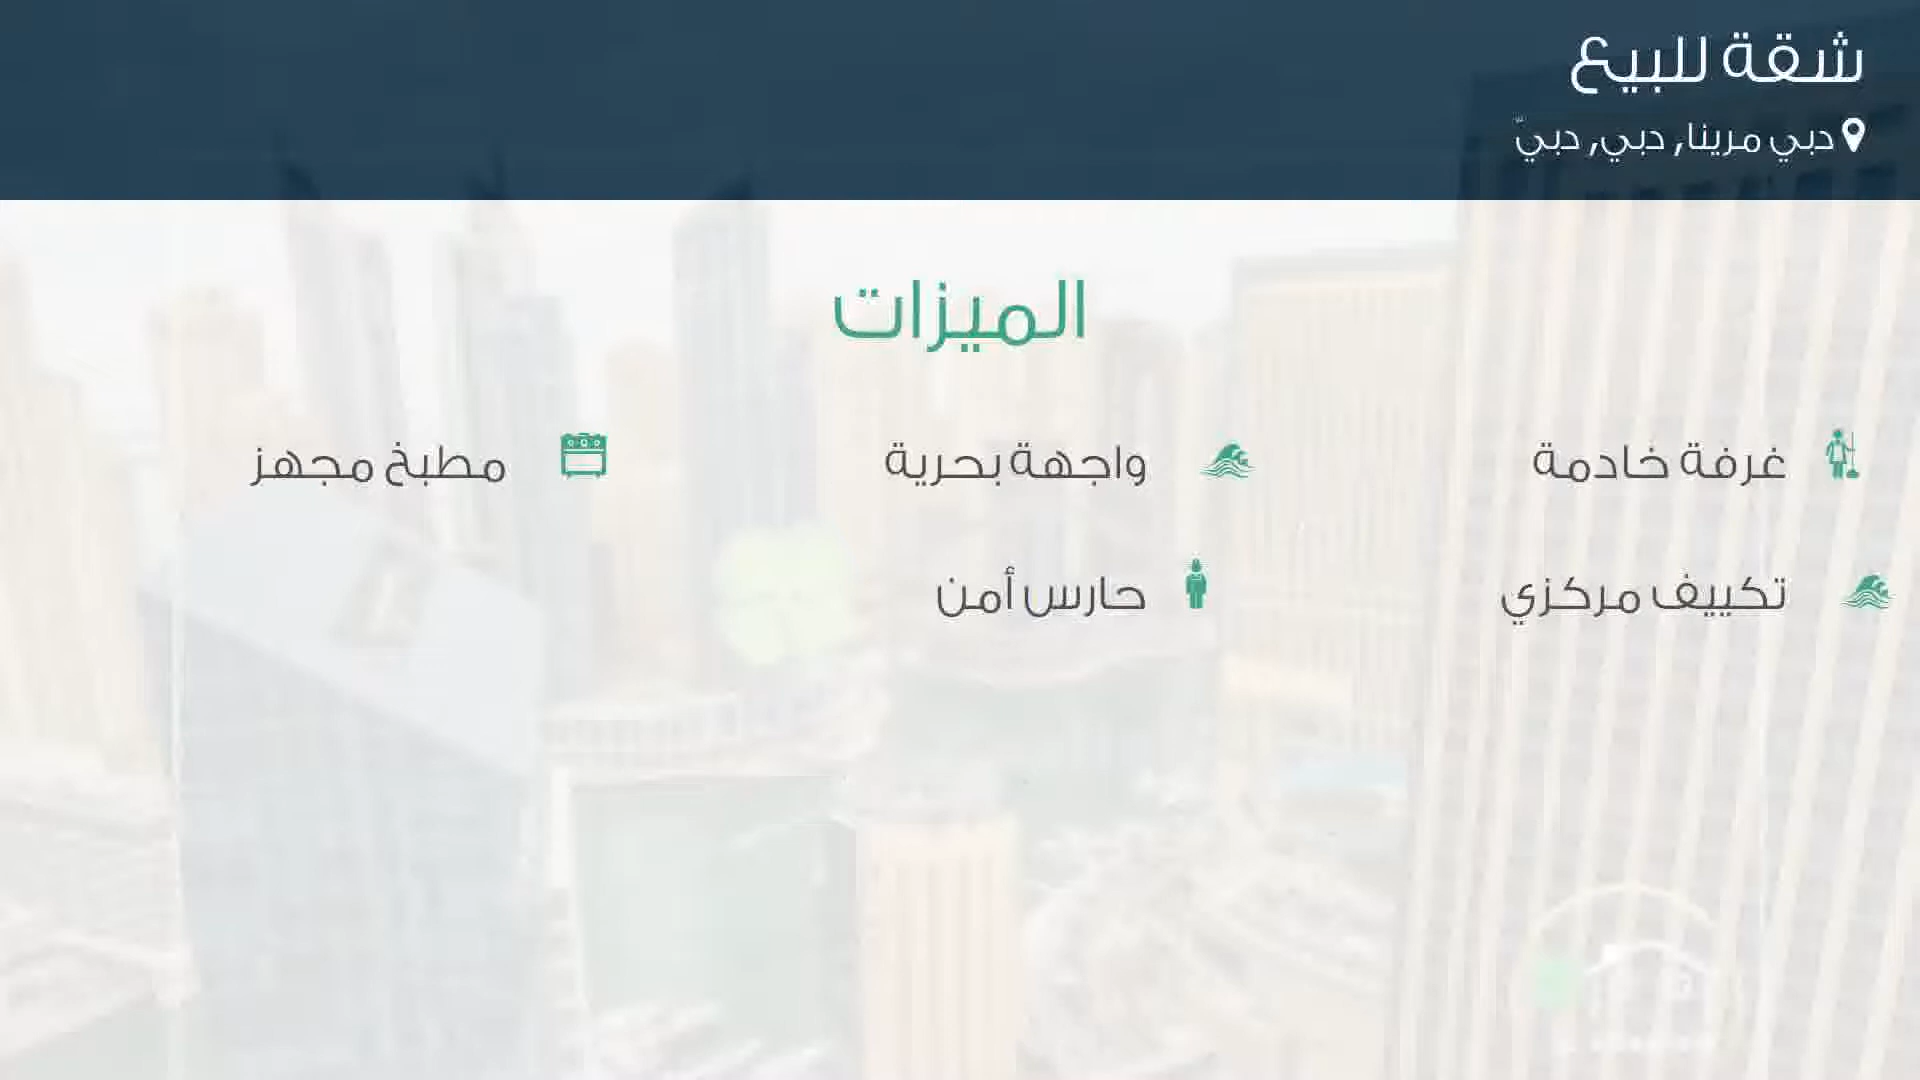 شقة للبيع
دبي مرينا, دبي, دبيّ
الميزات
غرفة خادمة
واجهة بحرية
مطبخ مجهز
تكييف مركزي
حارس أمن